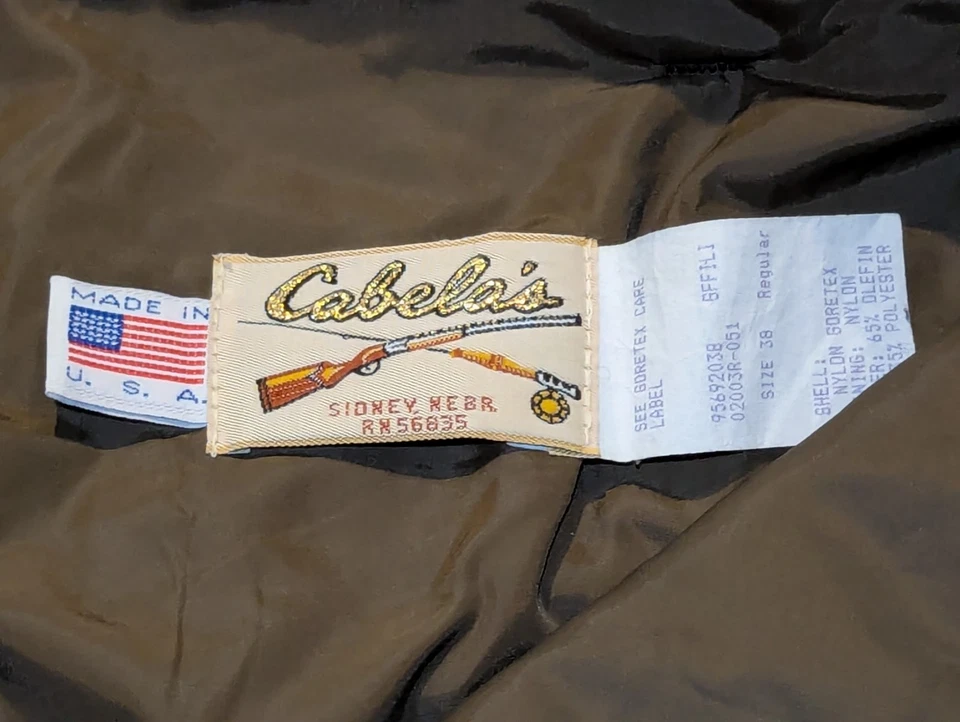 MADE IN
U. S. A.
Cabela's
SIDNEY, NEBR.
RN56835
SEE GORETEX CARE
LABEL
95692038 GFFILI
02003R-051
SIZE 38 Regular
SHELL: GORETEX
NYLON NYLON
65% OLEFIN
POLYESTER